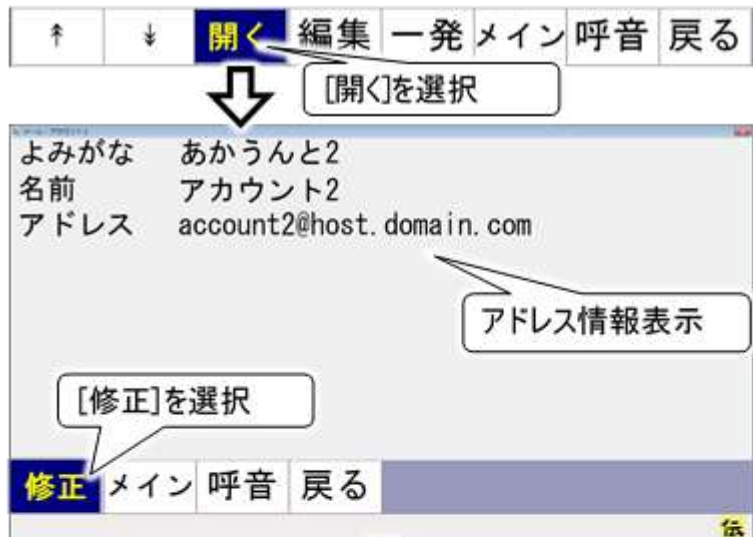 ↟ ↡ 開く 編集 一発 メイン 呼音 戻る
[開く]を選択
よみがな あかうんと2
名前 アカウント2
アドレス account2@host.domain.com
アドレス情報表示
[修正]を選択
修正 メイン 呼音 戻る
伝